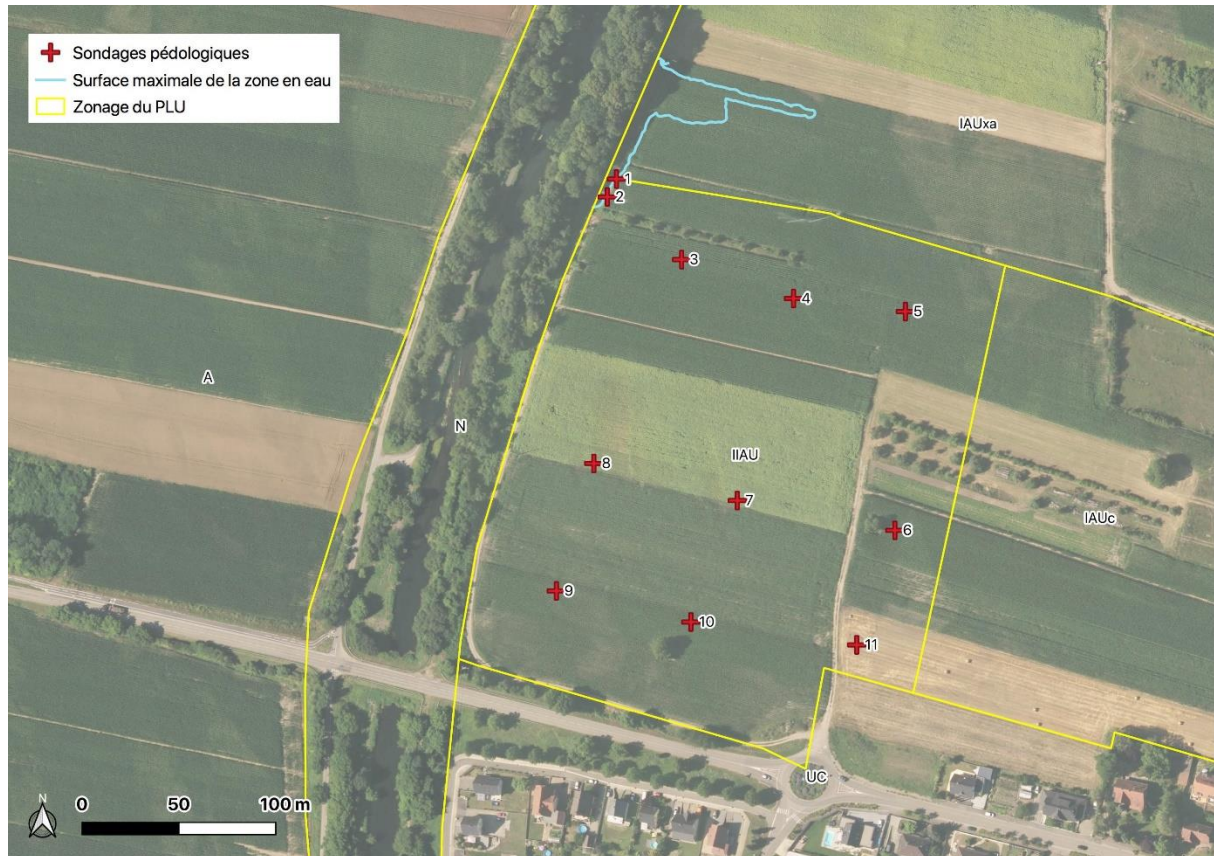 Sondages pédologiques
Surface maximale de la zone en eau
Zonage du PLU
IAUxa
1
2
3
4
5
A
N
8
IIAU
7
6
IAUc
9
10
11
UC
N
0 50 100 m